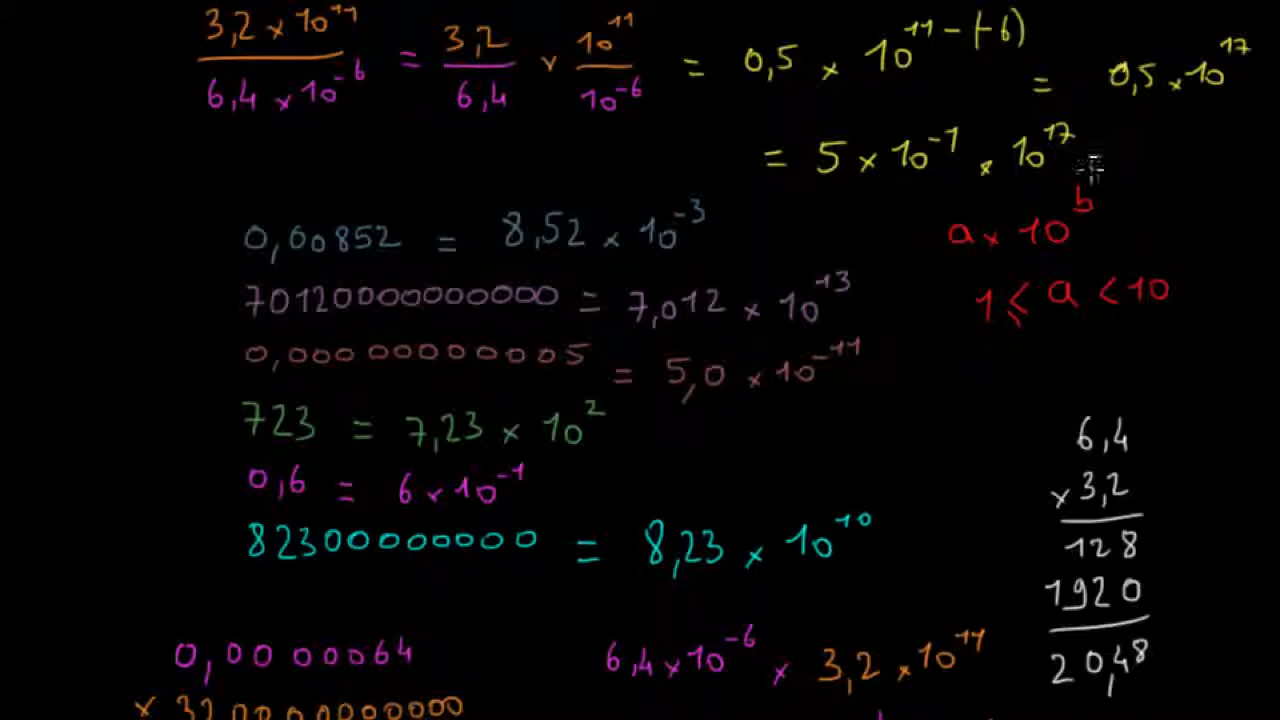 3,2 × 10^11 / 6,4 × 10^-6 = 3,2 / 6,4 × 10^11 / 10^-6 = 0,5 × 10^11-(-6) = 0,5 × 10^17
= 5 × 10^-1 × 10^17
a × 10^b
1 ⩽ a < 10
0,00852 = 8,52 × 10^-3
70120000000000 = 7,012 × 10^13
0,00000000005 = 5,0 × 10^-11
723 = 7,23 × 10^2
0,6 = 6 × 10^-1
82300000000 = 8,23 × 10^10
6,4
× 3,2
128
1920
20,48
0,0000064
× 320000000000
6,4 × 10^-6 × 3,2 × 10^11